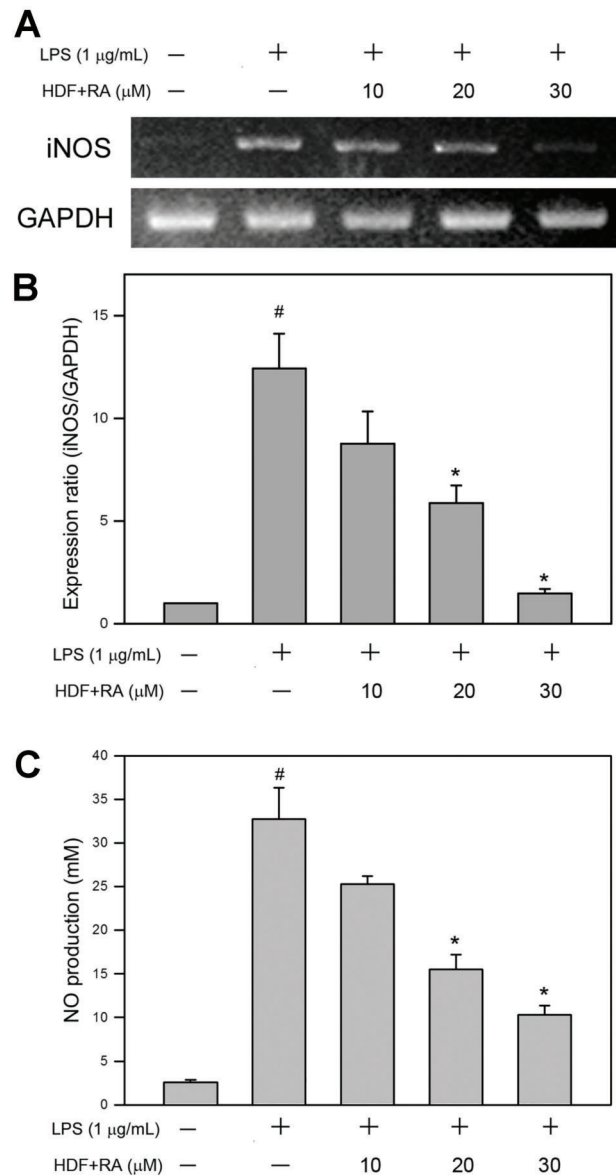 A
LPS (1 μg/mL) — + + + +
HDF+RA (μM) — — 10 20 30
iNOS
GAPDH
B
Expression ratio (iNOS/GAPDH)
15
10
5
0
#
*
*
LPS (1 μg/mL) — + + + +
HDF+RA (μM) — — 10 20 30
C
NO production (mM)
40
35
30
25
20
15
10
5
0
#
*
*
LPS (1 μg/mL) — + + + +
HDF+RA (μM) — — 10 20 30